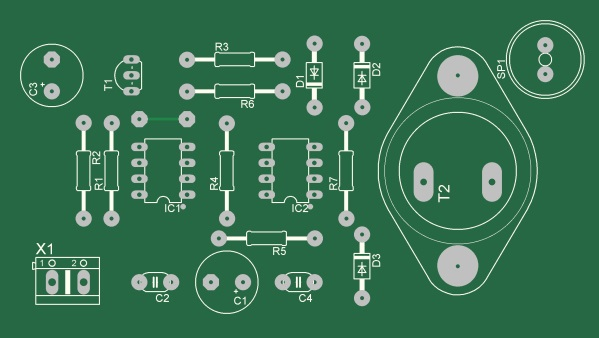 R3
SP1
D1
D2
T1
C3 +
R6
R2
R1
R4
R7
T2
IC1
IC2
R5
X1
1 2
D3
C2
+
C1
C4